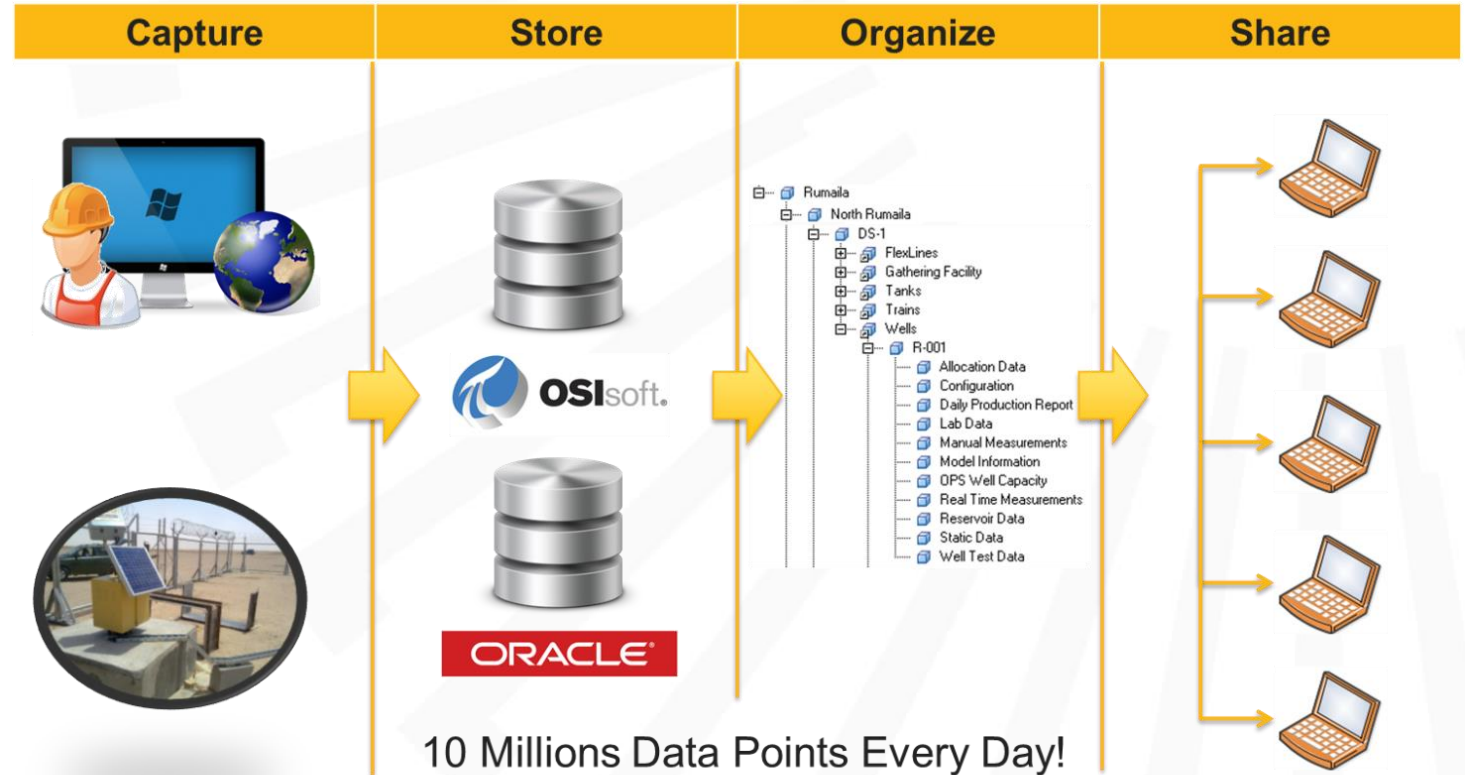 Capture
Store
Organize
Share
Rumaila
North Rumaila
DS-1
FlexLines
Gathering Facility
Tanks
Trains
Wells
R-001
Allocation Data
Configuration
Daily Production Report
Lab Data
Manual Measurements
Model Information
OPS Well Capacity
Real Time Measurements
Reservoir Data
Static Data
Well Test Data
OSIsoft.
ORACLE®
10 Millions Data Points Every Day!